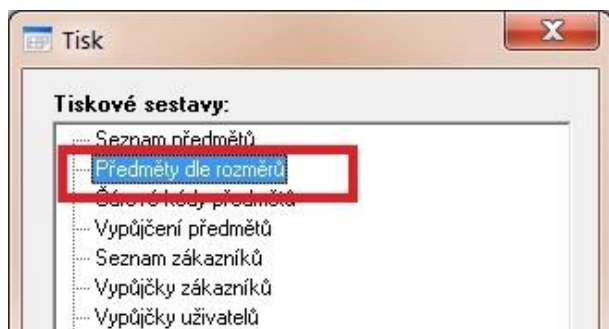 Tisk
Tiskové sestavy:
Seznam předmětů
Předměty dle rozměrů
Čárové kódy předmětů
Vypůjčení předmětů
Seznam zákazníků
Vypůjčky zákazníků
Vypůjčky uživatelů